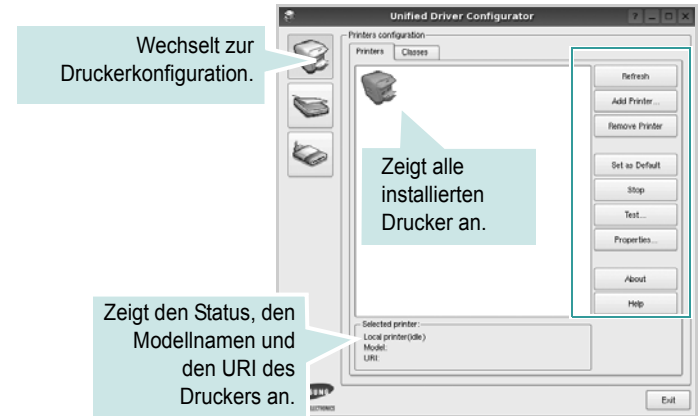 Unified Driver Configurator
Wechselt zur
Druckerkonfiguration.
Printers configuration
Printers
Classes
Refresh
Add Printer...
Remove Printer
Set as Default
Stop
Test...
Properties...
About
Help
Zeigt alle
installierten
Drucker an.
Zeigt den Status, den
Modellnamen und
den URI des
Druckers an.
Selected printer:
Local printer(idle)
Model:
URI:
ELECTRONICS
Exit